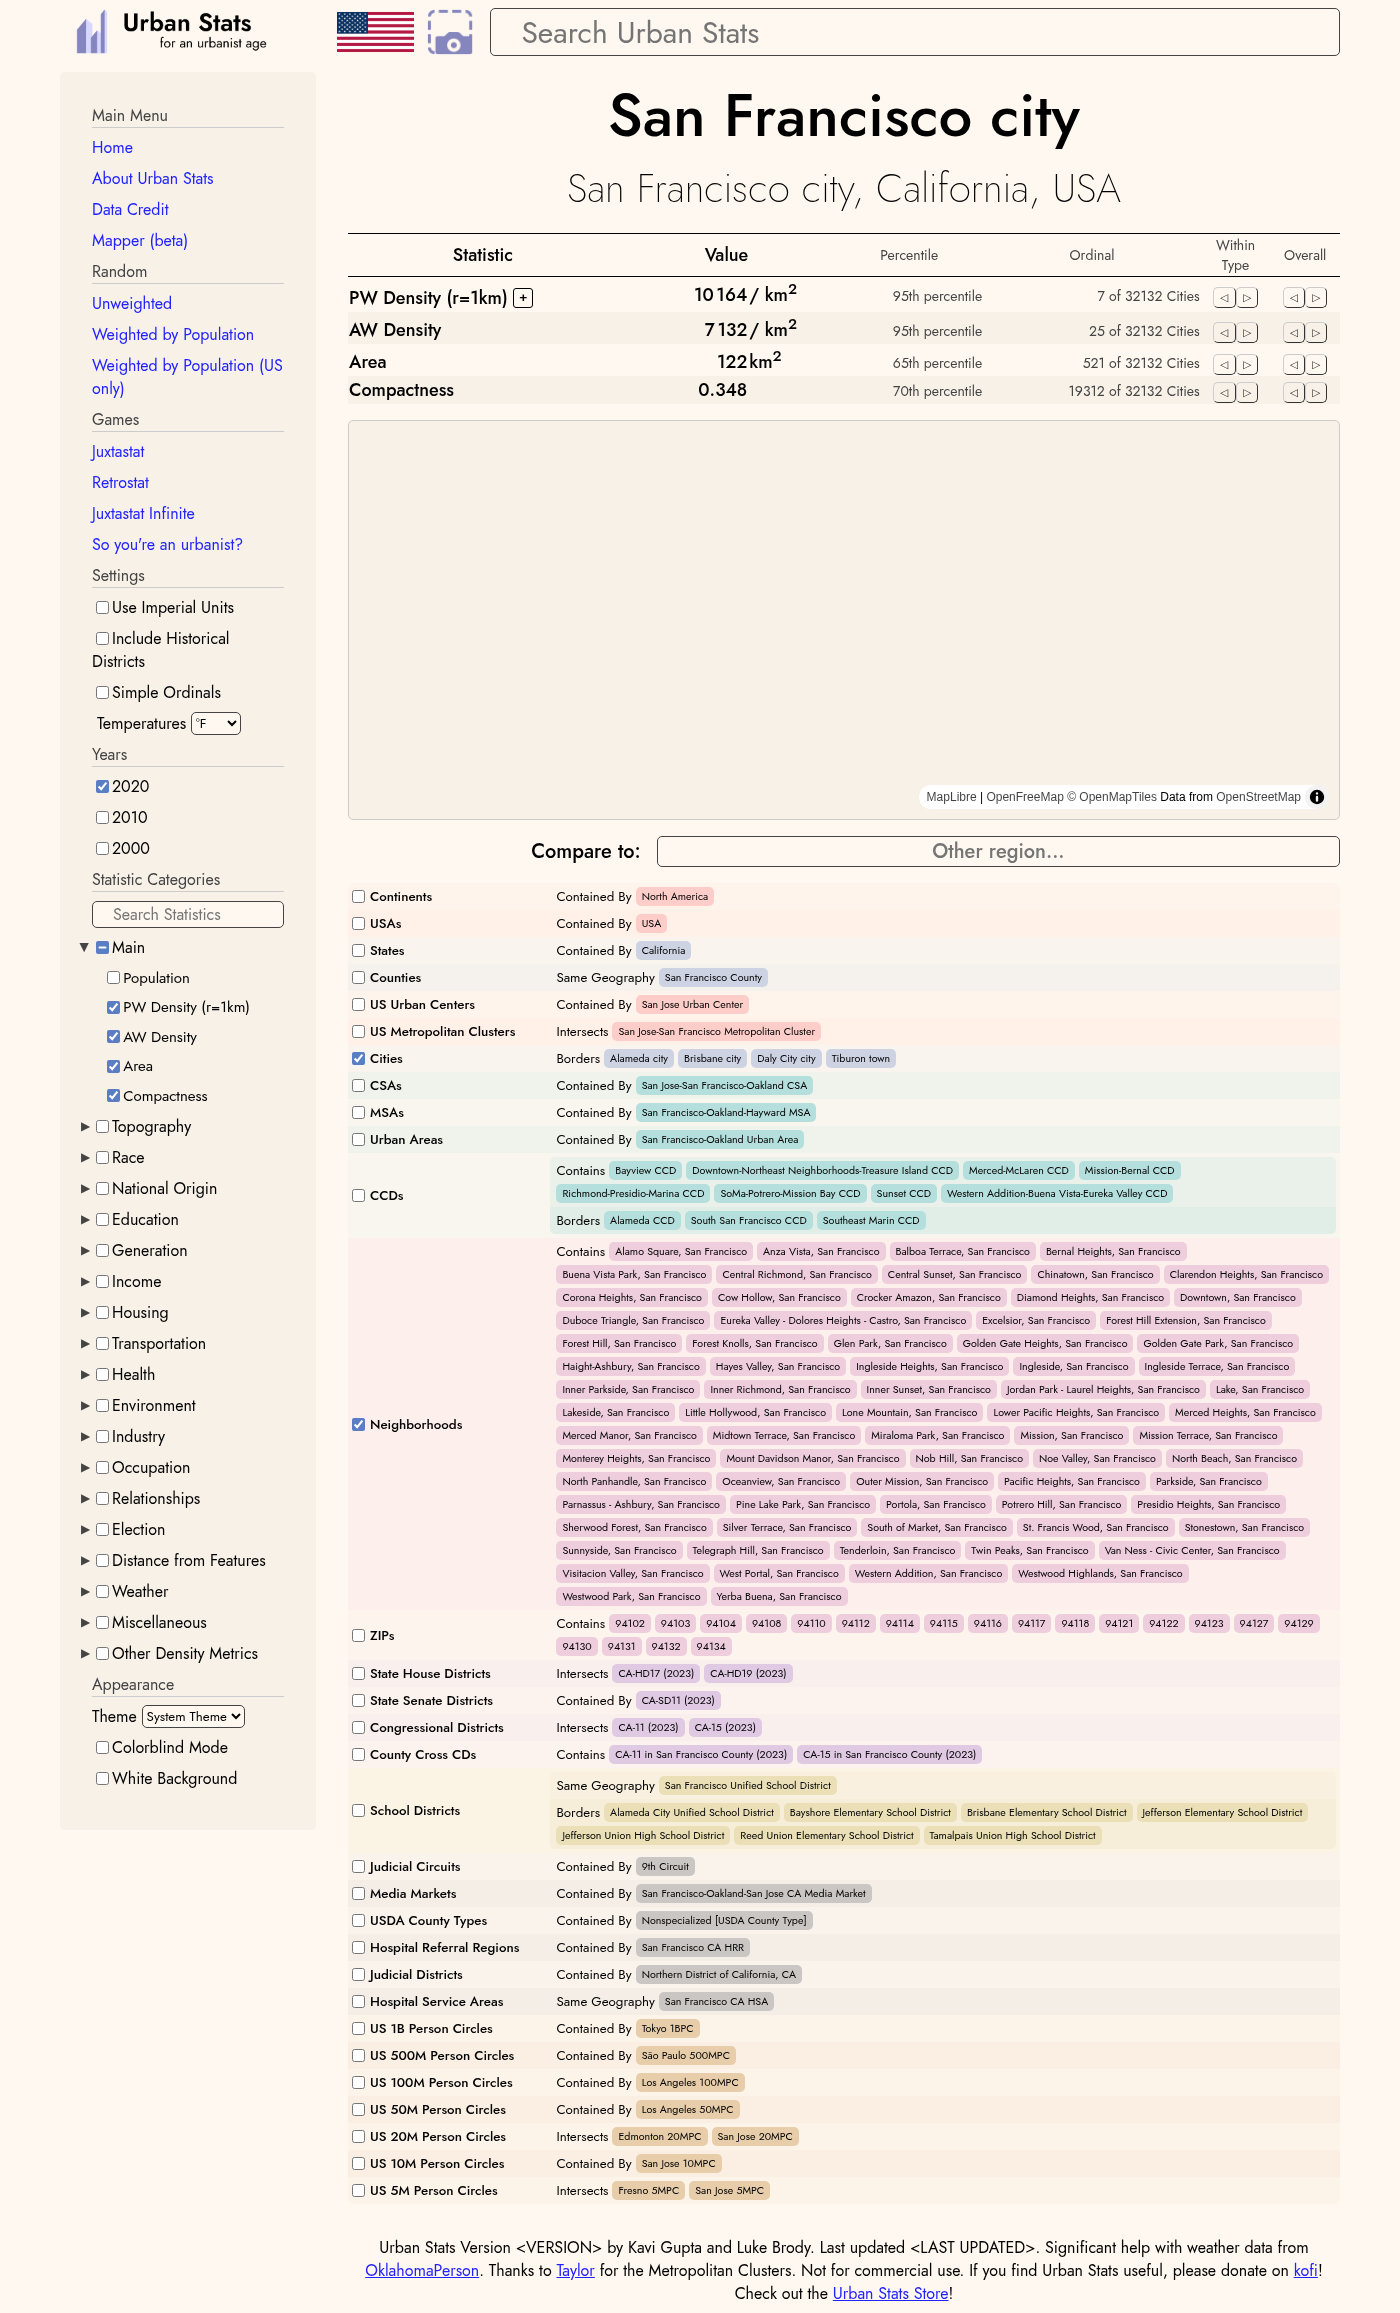 Urban Stats
for an urbanist age
Search Urban Stats
Main Menu
Home
About Urban Stats
Data Credit
Mapper (beta)
Random
Unweighted
Weighted by Population
Weighted by Population (US
only)
Games
Juxtastat
Retrostat
Juxtastat Infinite
So you're an urbanist?
Settings
Use Imperial Units
Include Historical
Districts
Simple Ordinals
Temperatures °F
Years
2020
2010
2000
Statistic Categories
Search Statistics
Main
Population
PW Density (r=1km)
AW Density
Area
Compactness
Topography
Race
National Origin
Education
Generation
Income
Housing
Transportation
Health
Environment
Industry
Occupation
Relationships
Election
Distance from Features
Weather
Miscellaneous
Other Density Metrics
Appearance
Theme System Theme
Colorblind Mode
White Background
San Francisco city
San Francisco city, California, USA
Statistic Value Percentile Ordinal Within Type Overall
PW Density (r=1km) + 10 164 / km² 95th percentile 7 of 32132 Cities
AW Density 7 132 / km² 95th percentile 25 of 32132 Cities
Area 122 km² 65th percentile 521 of 32132 Cities
Compactness 0.348 70th percentile 19312 of 32132 Cities
MapLibre | OpenFreeMap © OpenMapTiles Data from OpenStreetMap
Compare to: Other region...
Continents Contained By North America
USAs Contained By USA
States Contained By California
Counties Same Geography San Francisco County
US Urban Centers Contained By San Jose Urban Center
US Metropolitan Clusters Intersects San Jose-San Francisco Metropolitan Cluster
Cities Borders Alameda city Brisbane city Daly City city Tiburon town
CSAs Contained By San Jose-San Francisco-Oakland CSA
MSAs Contained By San Francisco-Oakland-Hayward MSA
Urban Areas Contained By San Francisco-Oakland Urban Area
CCDs Contains Bayview CCD Downtown-Northeast Neighborhoods-Treasure Island CCD Merced-McLaren CCD Mission-Bernal CCD
Richmond-Presidio-Marina CCD SoMa-Potrero-Mission Bay CCD Sunset CCD Western Addition-Buena Vista-Eureka Valley CCD
Borders Alameda CCD South San Francisco CCD Southeast Marin CCD
Neighborhoods Contains Alamo Square, San Francisco Anza Vista, San Francisco Balboa Terrace, San Francisco Bernal Heights, San Francisco
Buena Vista Park, San Francisco Central Richmond, San Francisco Central Sunset, San Francisco Chinatown, San Francisco Clarendon Heights, San Francisco
Corona Heights, San Francisco Cow Hollow, San Francisco Crocker Amazon, San Francisco Diamond Heights, San Francisco Downtown, San Francisco
Duboce Triangle, San Francisco Eureka Valley - Dolores Heights - Castro, San Francisco Excelsior, San Francisco Forest Hill Extension, San Francisco
Forest Hill, San Francisco Forest Knolls, San Francisco Glen Park, San Francisco Golden Gate Heights, San Francisco Golden Gate Park, San Francisco
Haight-Ashbury, San Francisco Hayes Valley, San Francisco Ingleside Heights, San Francisco Ingleside, San Francisco Ingleside Terrace, San Francisco
Inner Parkside, San Francisco Inner Richmond, San Francisco Inner Sunset, San Francisco Jordan Park - Laurel Heights, San Francisco Lake, San Francisco
Lakeside, San Francisco Little Hollywood, San Francisco Lone Mountain, San Francisco Lower Pacific Heights, San Francisco Merced Heights, San Francisco
Merced Manor, San Francisco Midtown Terrace, San Francisco Miraloma Park, San Francisco Mission, San Francisco Mission Terrace, San Francisco
Monterey Heights, San Francisco Mount Davidson Manor, San Francisco Nob Hill, San Francisco Noe Valley, San Francisco North Beach, San Francisco
North Panhandle, San Francisco Oceanview, San Francisco Outer Mission, San Francisco Pacific Heights, San Francisco Parkside, San Francisco
Parnassus - Ashbury, San Francisco Pine Lake Park, San Francisco Portola, San Francisco Potrero Hill, San Francisco Presidio Heights, San Francisco
Sherwood Forest, San Francisco Silver Terrace, San Francisco South of Market, San Francisco St. Francis Wood, San Francisco Stonestown, San Francisco
Sunnyside, San Francisco Telegraph Hill, San Francisco Tenderloin, San Francisco Twin Peaks, San Francisco Van Ness - Civic Center, San Francisco
Visitacion Valley, San Francisco West Portal, San Francisco Western Addition, San Francisco Westwood Highlands, San Francisco
Westwood Park, San Francisco Yerba Buena, San Francisco
ZIPs Contains 94102 94103 94104 94108 94110 94112 94114 94115 94116 94117 94118 94121 94122 94123 94127 94129
94130 94131 94132 94134
State House Districts Intersects CA-HD17 (2023) CA-HD19 (2023)
State Senate Districts Contained By CA-SD11 (2023)
Congressional Districts Intersects CA-11 (2023) CA-15 (2023)
County Cross CDs Contains CA-11 in San Francisco County (2023) CA-15 in San Francisco County (2023)
School Districts Same Geography San Francisco Unified School District
Borders Alameda City Unified School District Bayshore Elementary School District Brisbane Elementary School District Jefferson Elementary School District
Jefferson Union High School District Reed Union Elementary School District Tamalpais Union High School District
Judicial Circuits Contained By 9th Circuit
Media Markets Contained By San Francisco-Oakland-San Jose CA Media Market
USDA County Types Contained By Nonspecialized [USDA County Type]
Hospital Referral Regions Contained By San Francisco CA HRR
Judicial Districts Contained By Northern District of California, CA
Hospital Service Areas Same Geography San Francisco CA HSA
US 1B Person Circles Contained By Tokyo 1BPC
US 500M Person Circles Contained By São Paulo 500MPC
US 100M Person Circles Contained By Los Angeles 100MPC
US 50M Person Circles Contained By Los Angeles 50MPC
US 20M Person Circles Intersects Edmonton 20MPC San Jose 20MPC
US 10M Person Circles Contained By San Jose 10MPC
US 5M Person Circles Intersects Fresno 5MPC San Jose 5MPC
Urban Stats Version <VERSION> by Kavi Gupta and Luke Brody. Last updated <LAST UPDATED>. Significant help with weather data from
OklahomaPerson. Thanks to Taylor for the Metropolitan Clusters. Not for commercial use. If you find Urban Stats useful, please donate on kofi!
Check out the Urban Stats Store!